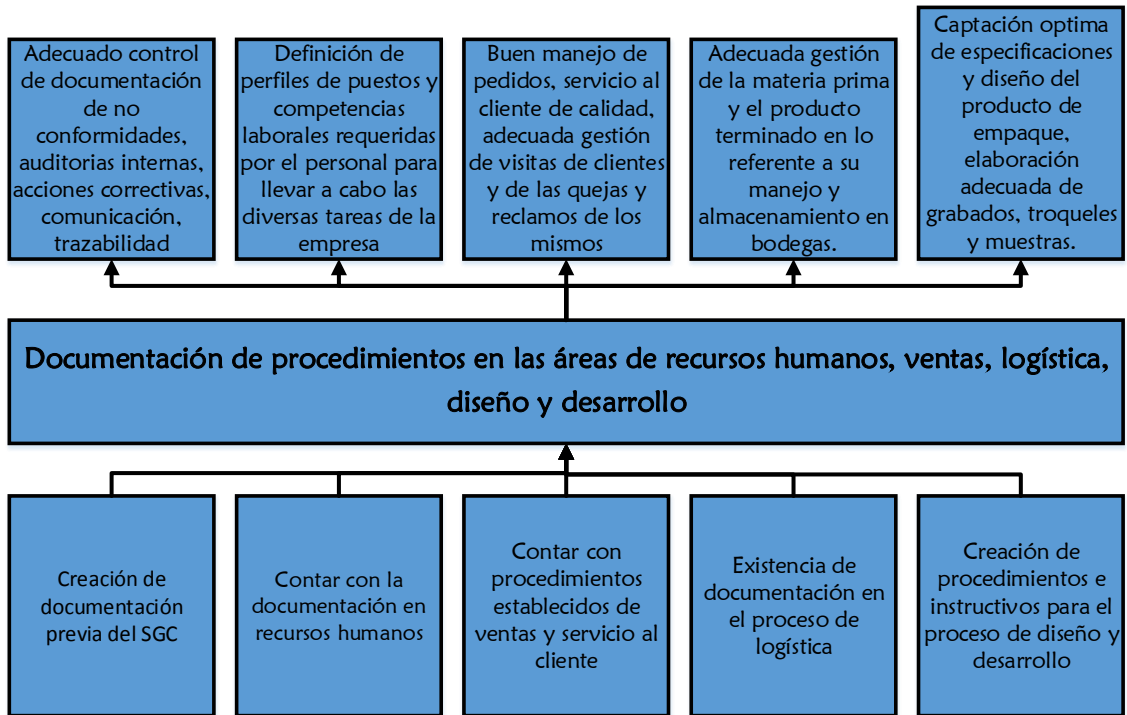 Adecuado control
de documentación
de no
conformidades,
auditorias internas,
acciones correctivas,
comunicación,
trazabilidad
Definición de
perfiles de puestos y
competencias
laborales requeridas
por el personal para
llevar a cabo las
diversas tareas de la
empresa
Buen manejo de
pedidos, servicio al
cliente de calidad,
adecuada gestión
de visitas de clientes
y de las quejas y
reclamos de los
mismos
Adecuada gestión
de la materia prima
y el producto
terminado en lo
referente a su
manejo y
almacenamiento en
bodegas.
Captación optima
de especificaciones
y diseño del
producto de
empaque,
elaboración
adecuada de
grabados, troqueles
y muestras.
Documentación de procedimientos en las áreas de recursos humanos, ventas, logística,
diseño y desarrollo
Creación de
documentación
previa del SGC
Contar con la
documentación en
recursos humanos
Contar con
procedimientos
establecidos de
ventas y servicio al
cliente
Existencia de
documentación en
el proceso de
logística
Creación de
procedimientos e
instructivos para el
proceso de diseño y
desarrollo